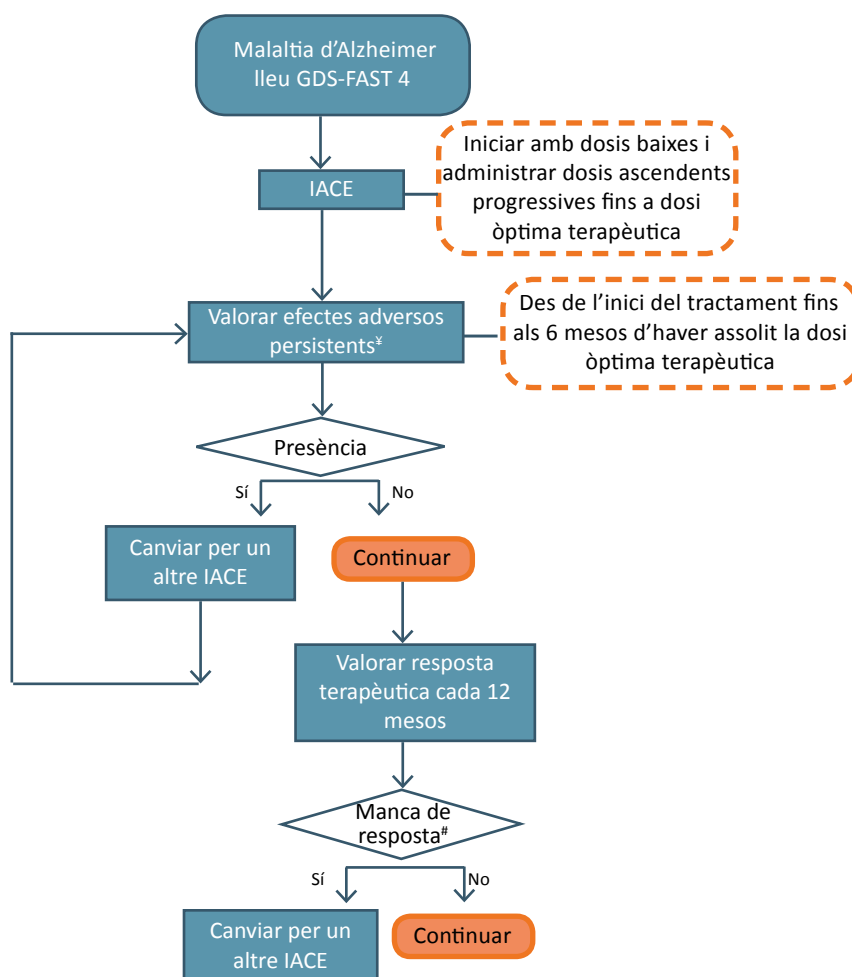 Malaltia d’Alzheimer
lleu GDS-FAST 4
Iniciar amb dosis baixes i
administrar dosis ascendents
progressives fins a dosi
òptima terapèutica
IACE
Valorar efectes adversos
persistents¥
Des de l’inici del tractament fins
als 6 mesos d’haver assolit la dosi
òptima terapèutica
Presència
Sí
No
Canviar per un
altre IACE
Continuar
Valorar resposta
terapèutica cada 12
mesos
Manca de
resposta#
Sí
No
Canviar per un
altre IACE
Continuar